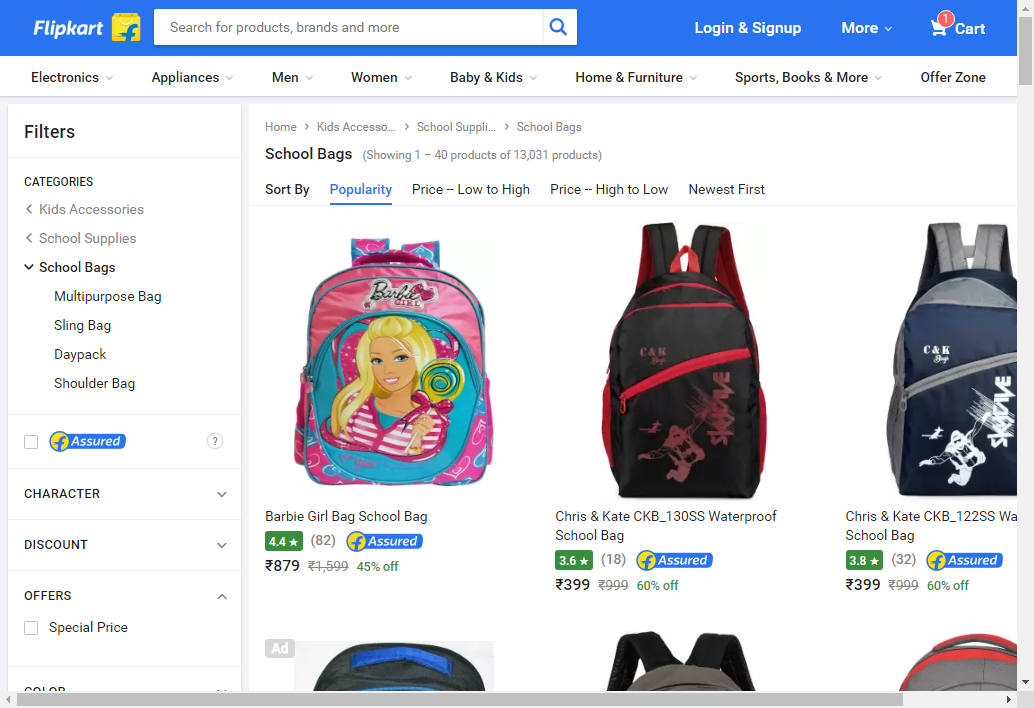 Flipkart
Search for products, brands and more
Login & Signup
More
1
Cart
Electronics
Appliances
Men
Women
Baby & Kids
Home & Furniture
Sports, Books & More
Offer Zone
Filters
CATEGORIES
Kids Accessories
School Supplies
School Bags
Multipurpose Bag
Sling Bag
Daypack
Shoulder Bag
Assured
?
CHARACTER
DISCOUNT
OFFERS
Special Price
COLOR
Home > Kids Accesso... > School Suppli... > School Bags
School Bags (Showing 1 – 40 products of 13,031 products)
Sort By Popularity Price -- Low to High Price -- High to Low Newest First
Barbie
GIRL
Barbie Girl Bag School Bag
4.4 ★ (82) Assured
₹879 ₹1,599 45% off
C & K
Bags
SKYDIVE
Chris & Kate CKB_130SS Waterproof
School Bag
3.6 ★ (18) Assured
₹399 ₹999 60% off
C & K
Bags
SKYDIVE
Chris & Kate CKB_122SS Wa
School Bag
3.8 ★ (32) Assured
₹399 ₹999 60% off
Ad